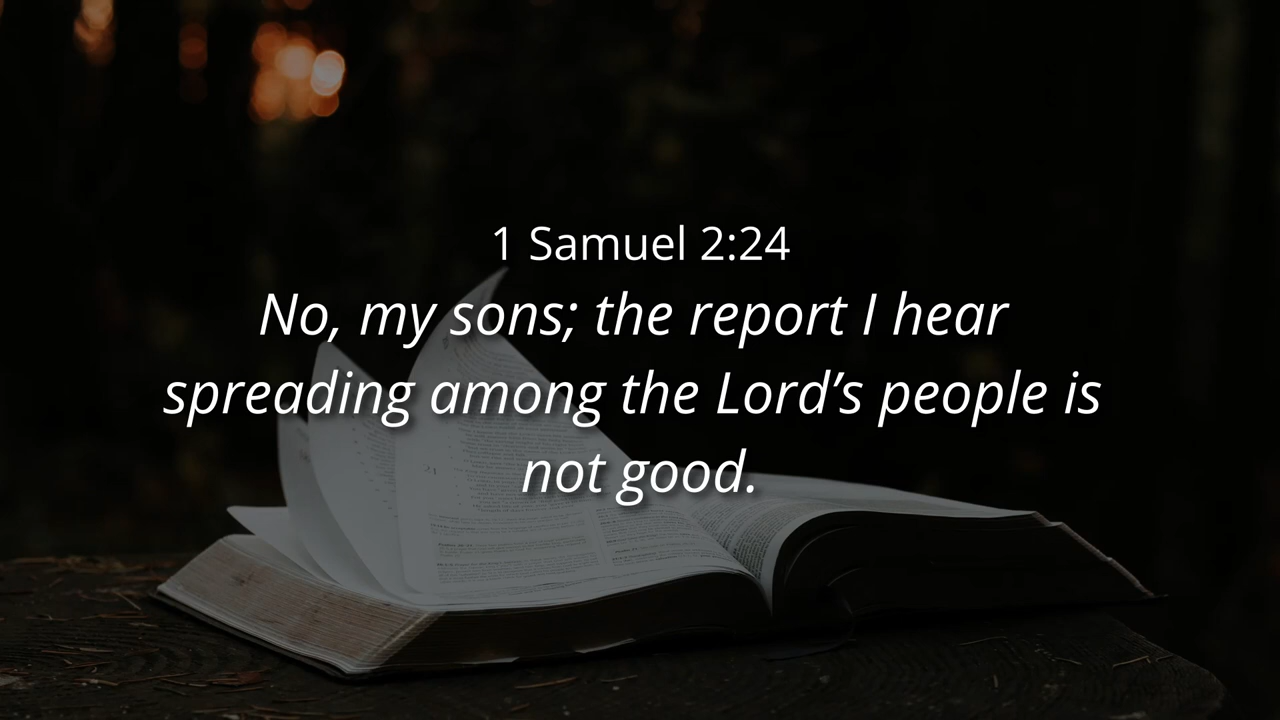 1 Samuel 2:24
No, my sons; the report I hear
spreading among the Lord’s people is
not good.